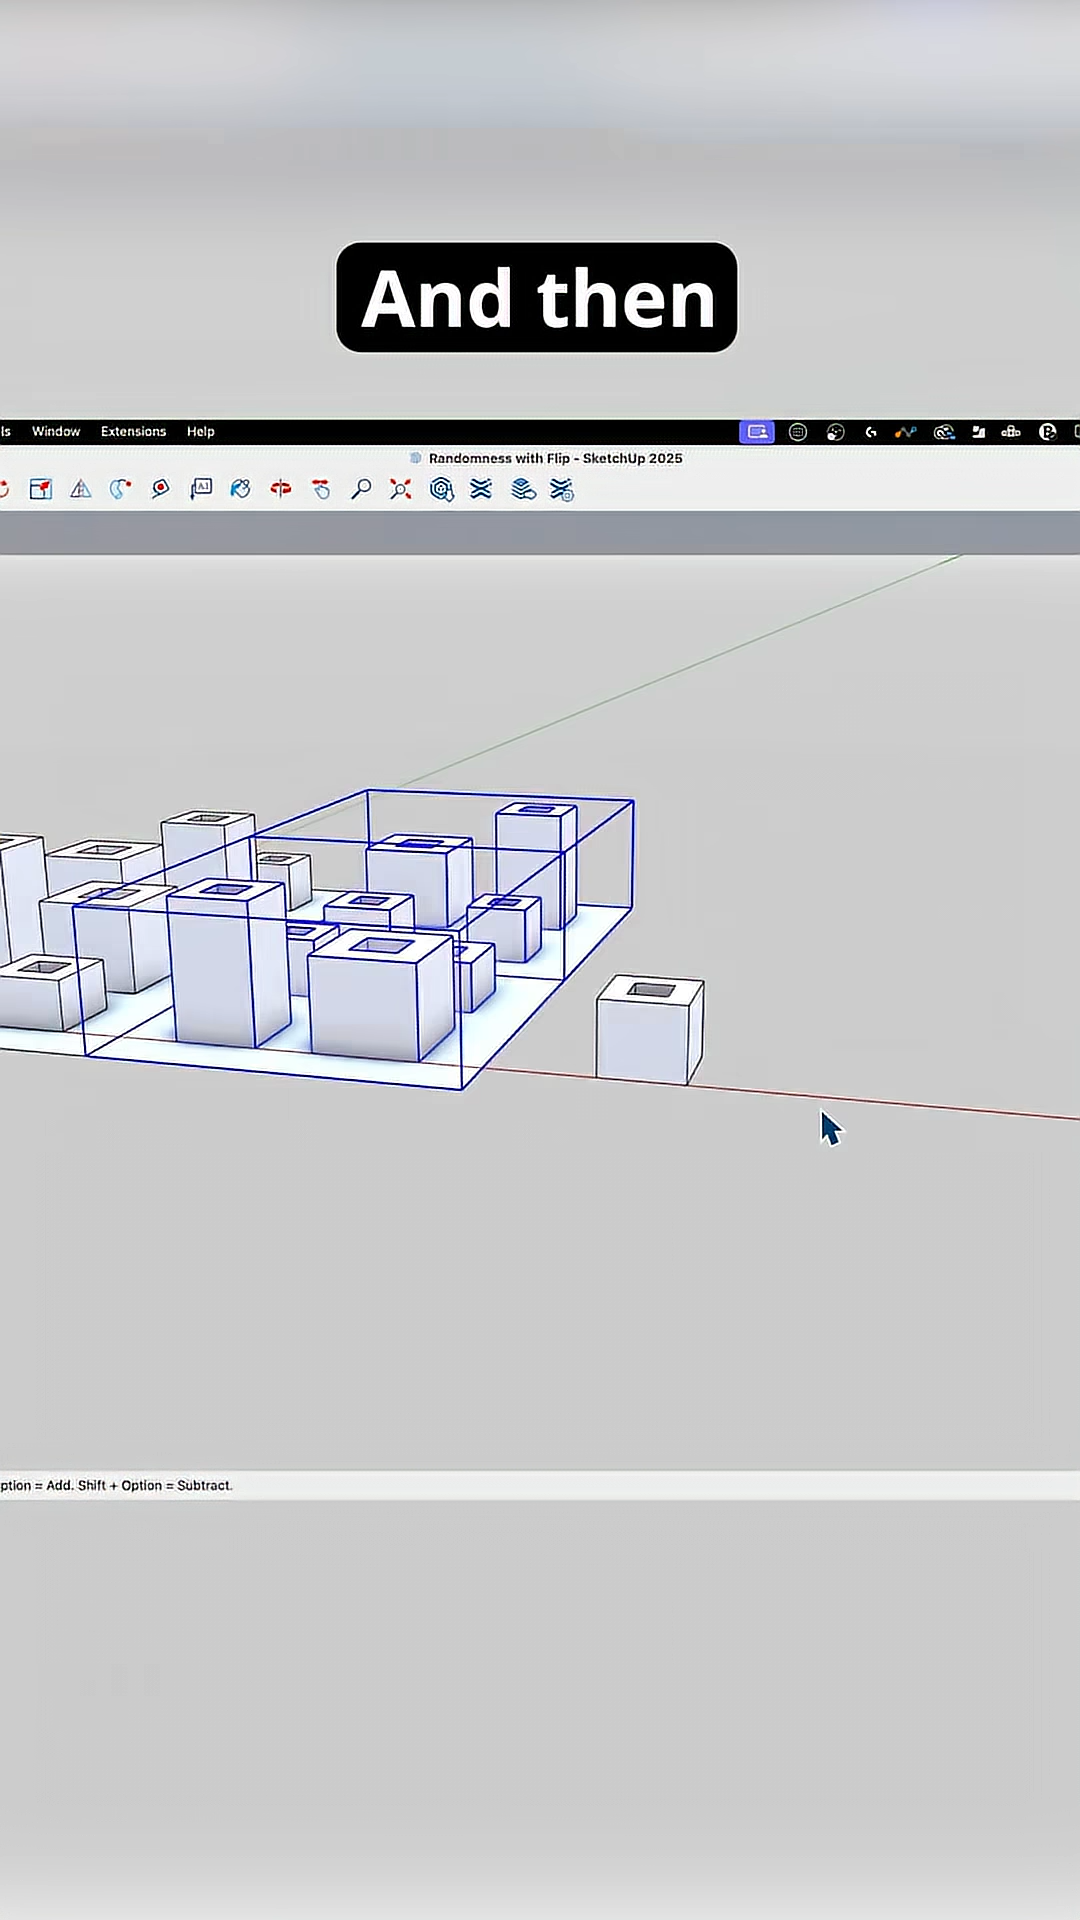 And then
ls Window Extensions Help
Randomness with Flip - SketchUp 2025
ption = Add. Shift + Option = Subtract.